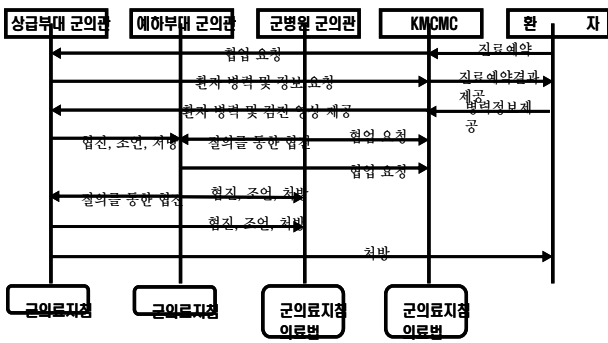 상급부대 군의관 예하부대 군의관 군병원 군의관 KMCMC 환 자
협업 요청 진료예약
환자 병력 및 정보 요청 진료예약결과
제공
환자 병력 및 검진 영상 제공 병력정보제
공
협진, 조언, 처방 질의를 통한 협진 협업 요청
협업 요청
질의를 통한 협진 협진, 조언, 처방
협진, 조언, 처방
처방
군의료지침 군의료지침 군의료지침 군의료지침
의료법 의료법